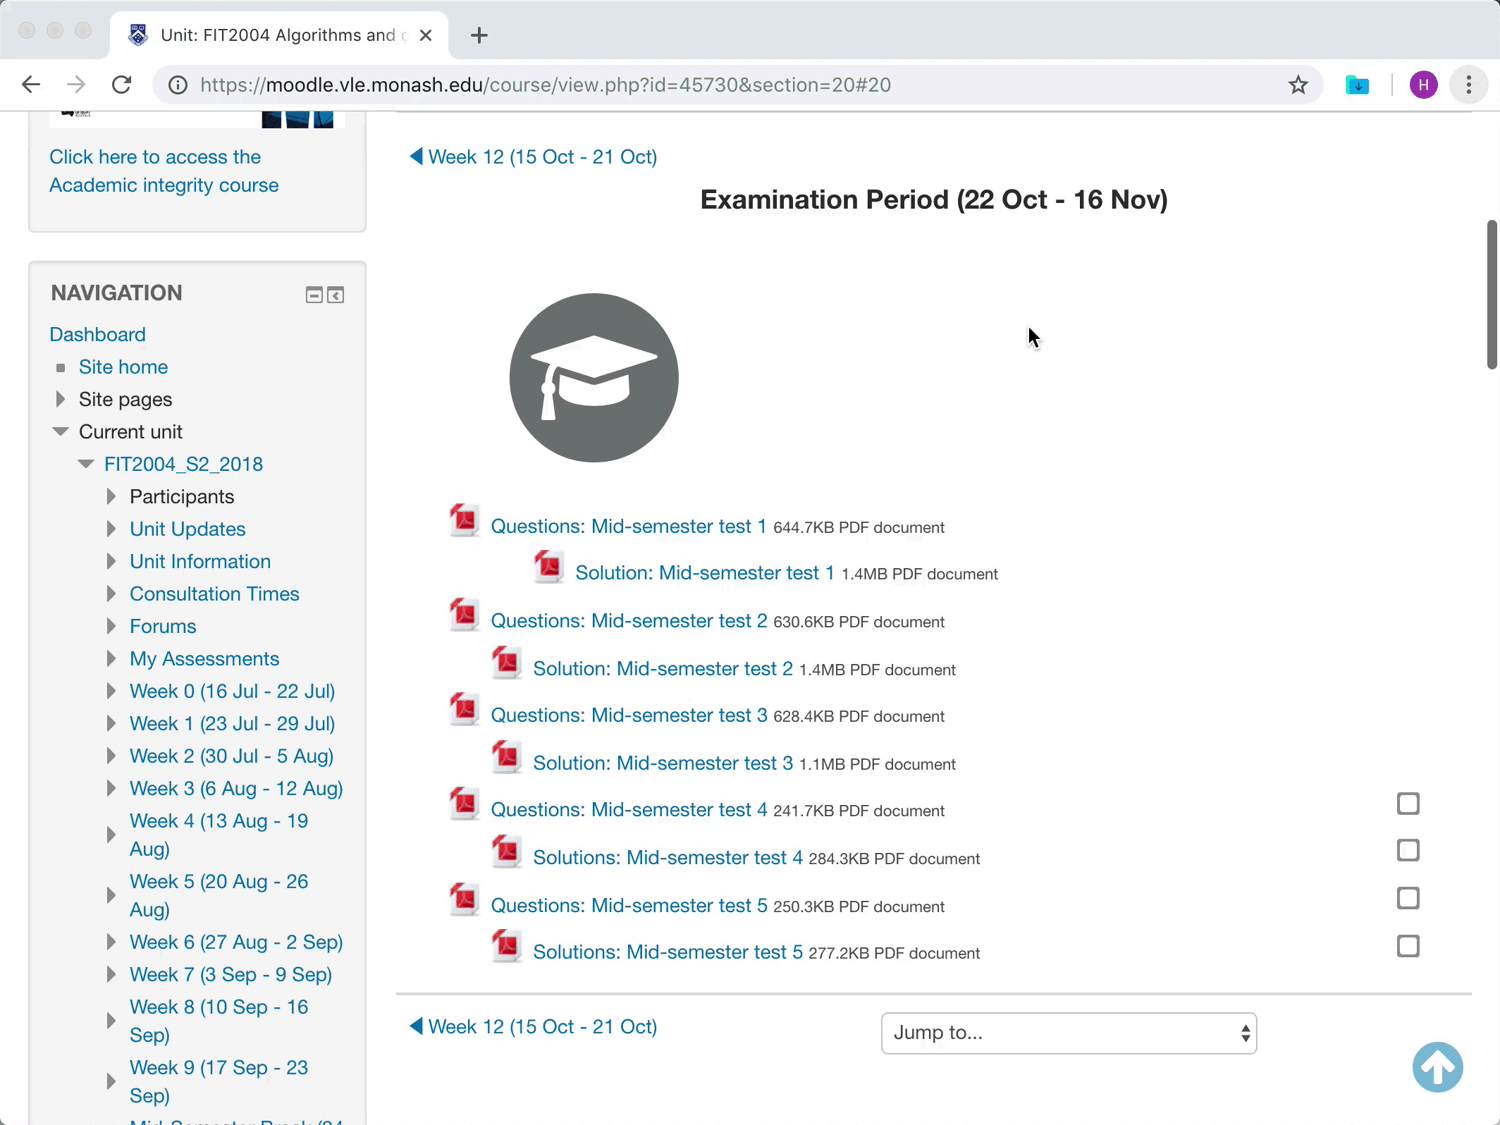 Unit: FIT2004 Algorithms and
https://moodle.vle.monash.edu/course/view.php?id=45730&section=20#20
H
Click here to access the
Academic integrity course
NAVIGATION
Dashboard
Site home
Site pages
Current unit
FIT2004_S2_2018
Participants
Unit Updates
Unit Information
Consultation Times
Forums
My Assessments
Week 0 (16 Jul - 22 Jul)
Week 1 (23 Jul - 29 Jul)
Week 2 (30 Jul - 5 Aug)
Week 3 (6 Aug - 12 Aug)
Week 4 (13 Aug - 19
Aug)
Week 5 (20 Aug - 26
Aug)
Week 6 (27 Aug - 2 Sep)
Week 7 (3 Sep - 9 Sep)
Week 8 (10 Sep - 16
Sep)
Week 9 (17 Sep - 23
Sep)
Mid-Semester Break (24
Week 12 (15 Oct - 21 Oct)
Examination Period (22 Oct - 16 Nov)
Questions: Mid-semester test 1 644.7KB PDF document
Solution: Mid-semester test 1 1.4MB PDF document
Questions: Mid-semester test 2 630.6KB PDF document
Solution: Mid-semester test 2 1.4MB PDF document
Questions: Mid-semester test 3 628.4KB PDF document
Solution: Mid-semester test 3 1.1MB PDF document
Questions: Mid-semester test 4 241.7KB PDF document
Solutions: Mid-semester test 4 284.3KB PDF document
Questions: Mid-semester test 5 250.3KB PDF document
Solutions: Mid-semester test 5 277.2KB PDF document
Week 12 (15 Oct - 21 Oct)
Jump to...